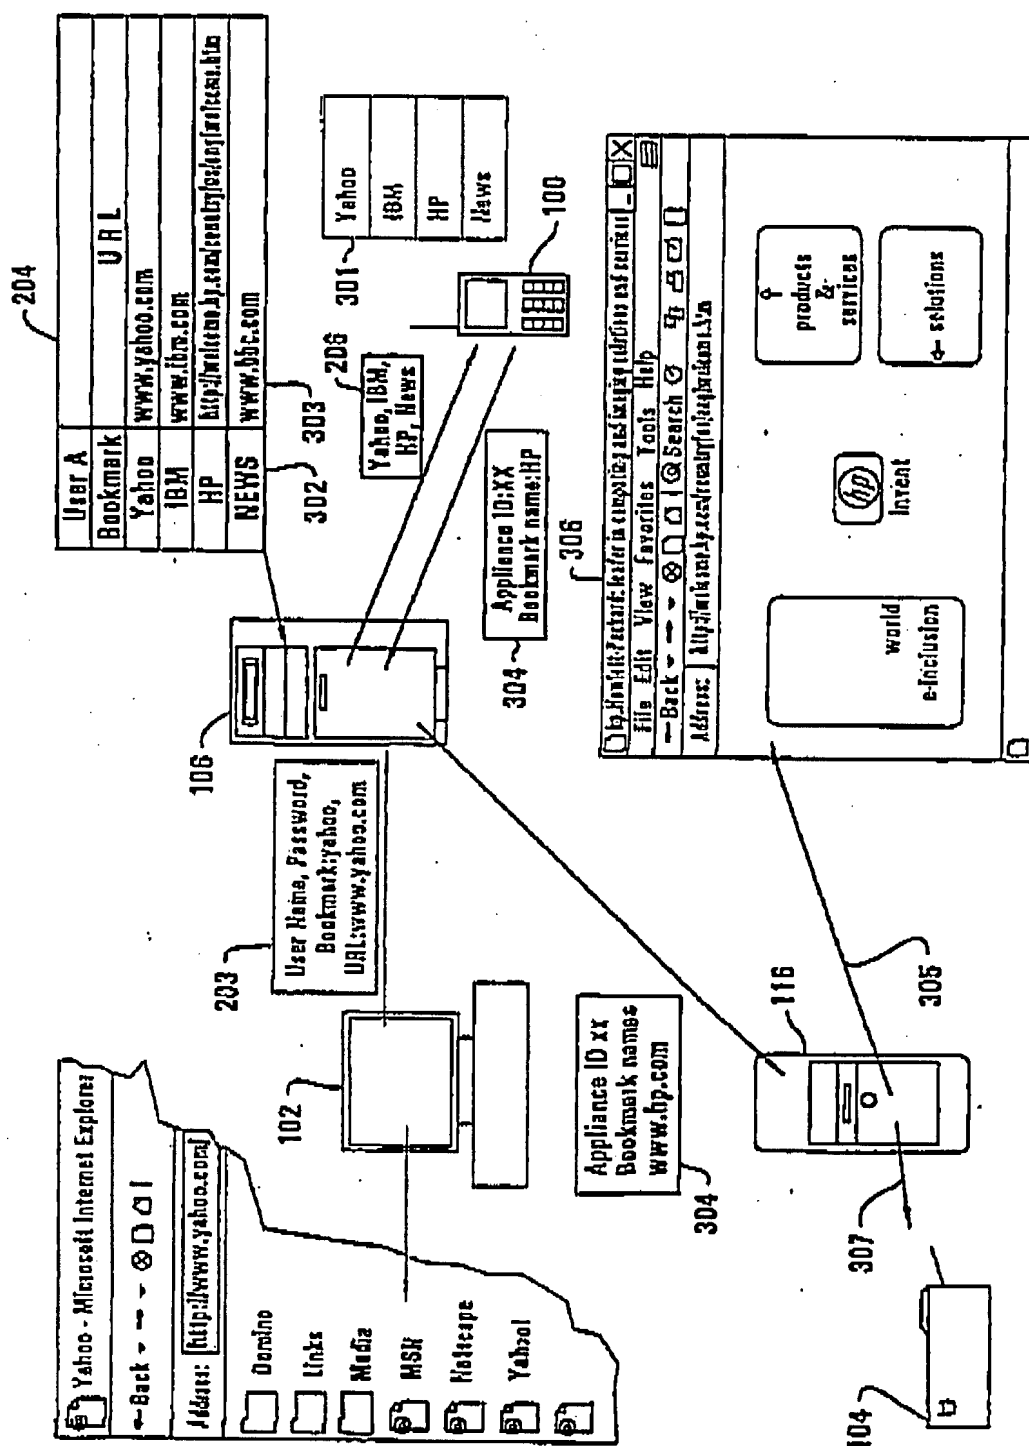 Yahoo - Microsoft Internet Explorer
Back
Address: http://www.yahoo.com
Domino
Links
Media
MSN
Netscape
Yahoo!
102
203
User Name, Password,
Bookmark:yahoo,
URL:www.yahoo.com
106
204
User A
Bookmark URL
Yahoo www.yahoo.com
IBM www.ibm.com
HP
NEWS www.bbc.com
302
303
206
Yahoo, IBM,
HP, News
301
Yahoo
IBM
HP
News
100
304
Appliance ID:XX
Bookmark name:HP
304
Appliance ID xx
Bookmark names
www.hp.com
116
305
307
104
306
File Edit View Favorites Tools Help
Back Search
Address:
world
e-inclusion
hp
Invent
products
&
services
solutions